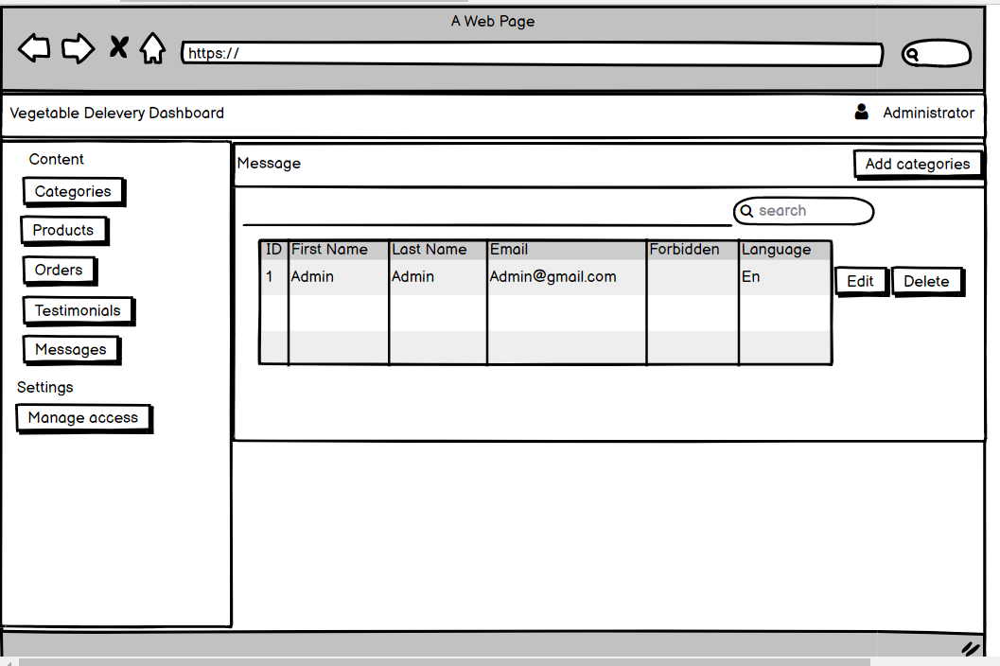 A Web Page
https://
Vegetable Delevery Dashboard
Administrator
Content
Categories
Products
Orders
Testimonials
Messages
Settings
Manage access
Message
Add categories
search
ID First Name Last Name Email Forbidden Language
1 Admin Admin Admin@gmail.com En
Edit Delete